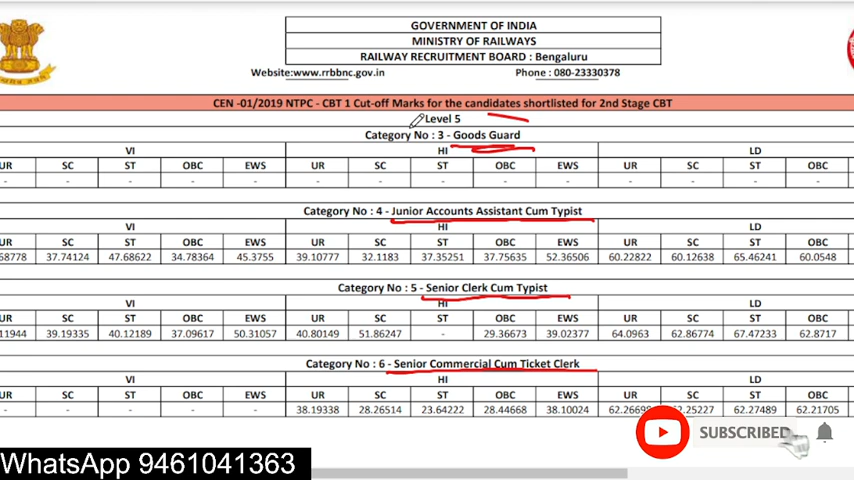 GOVERNMENT OF INDIA
MINISTRY OF RAILWAYS
RAILWAY RECRUITMENT BOARD : Bengaluru
Website:www.rrbbnc.gov.in Phone : 080-23330378
CEN -01/2019 NTPC - CBT 1 Cut-off Marks for the candidates shortlisted for 2nd Stage CBT
Level 5
Category No : 3 - Goods Guard
VI HI LD
UR SC ST OBC EWS UR SC ST OBC EWS UR SC ST OBC
- - - - - - - - - - - - - -
Category No : 4 - Junior Accounts Assistant Cum Typist
VI HI LD
UR SC ST OBC EWS UR SC ST OBC EWS UR SC ST OBC
68778 37.74124 47.68622 34.78364 45.3755 39.10777 32.1183 37.35251 37.75635 52.36506 60.22822 60.12638 65.46241 60.0548
Category No : 5 - Senior Clerk Cum Typist
VI HI LD
UR SC ST OBC EWS UR SC ST OBC EWS UR SC ST OBC
11944 39.19335 40.12189 37.09617 50.31057 40.80149 51.86247 - 29.36673 39.02377 64.0963 62.86774 67.47233 62.8717
Category No : 6 - Senior Commercial Cum Ticket Clerk
VI HI LD
UR SC ST OBC EWS UR SC ST OBC EWS UR SC ST OBC
- - - - - 38.19338 28.26514 23.64222 28.44668 38.10024 62.27489 62.21705
SUBSCRIBED
WhatsApp 9461041363